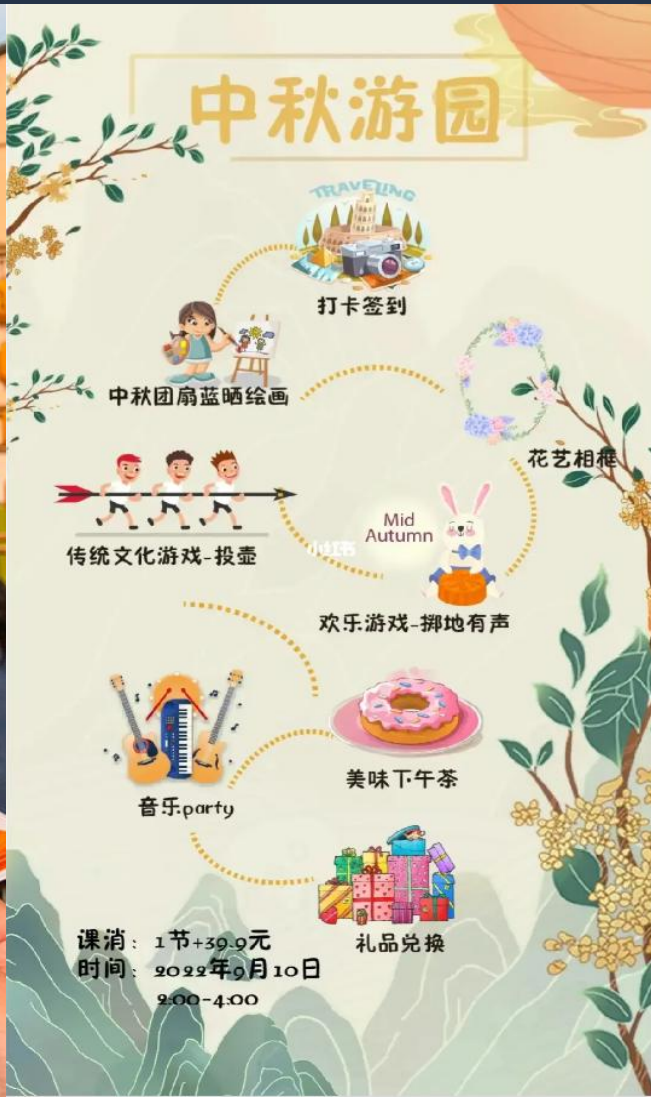 中秋游园
TRAVELING
打卡签到
中秋团扇蓝晒绘画
花艺相框
传统文化游戏-投壶
Mid
Autumn
小红书
欢乐游戏-掷地有声
美味下午茶
音乐party
礼品兑换
课消：1节+39.9元
时间：2022年9月10日
2:00-4:00